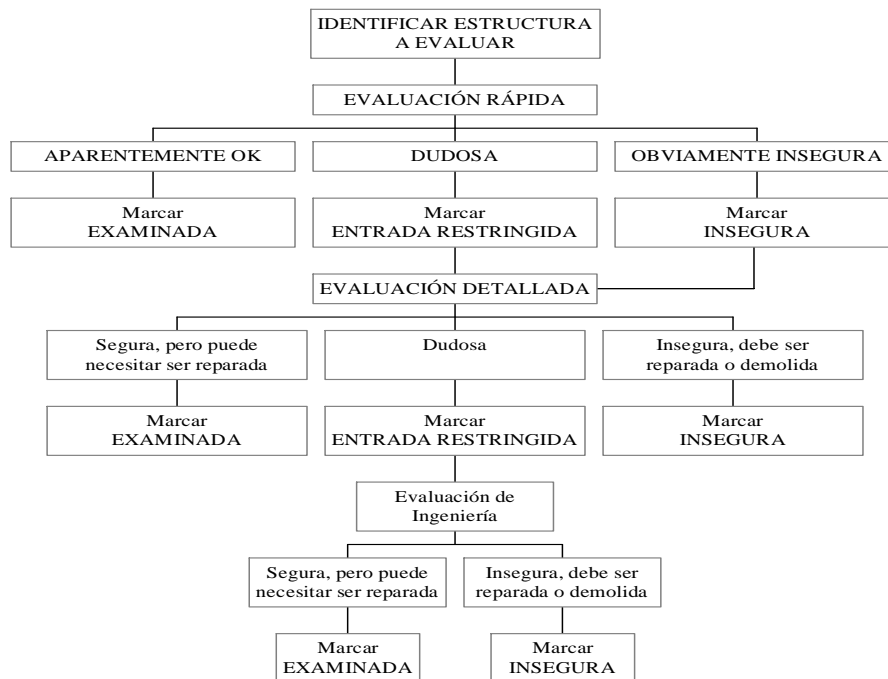 IDENTIFICAR ESTRUCTURA
A EVALUAR
EVALUACIÓN RÁPIDA
APARENTEMENTE OK
DUDOSA
OBVIAMENTE INSEGURA
Marcar
EXAMINADA
Marcar
ENTRADA RESTRINGIDA
Marcar
INSEGURA
EVALUACIÓN DETALLADA
Segura, pero puede
necesitar ser reparada
Dudosa
Insegura, debe ser
reparada o demolida
Marcar
EXAMINADA
Marcar
ENTRADA RESTRINGIDA
Marcar
INSEGURA
Evaluación de
Ingeniería
Segura, pero puede
necesitar ser reparada
Insegura, debe ser
reparada o demolida
Marcar
EXAMINADA
Marcar
INSEGURA